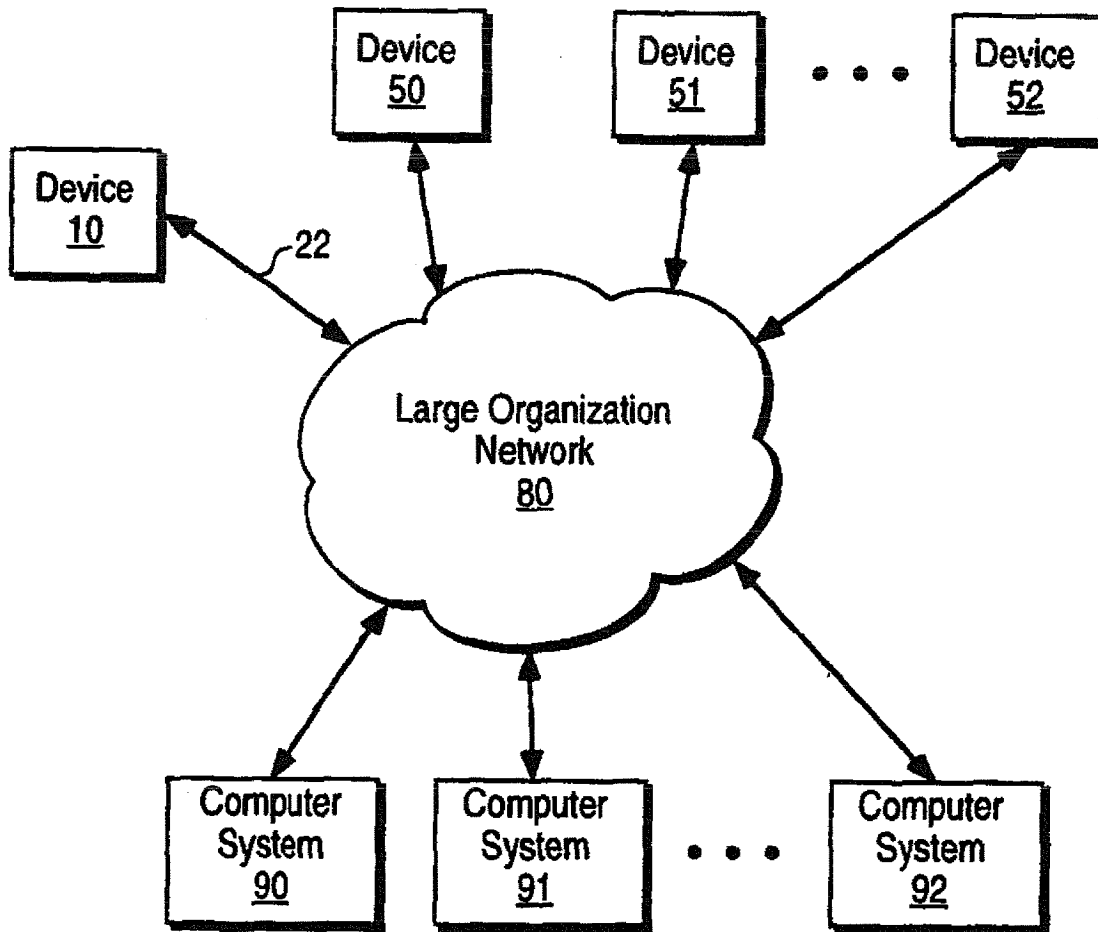 Device
50
Device
51
Device
52
Device
10
22
Large Organization
Network
80
Computer
System
90
Computer
System
91
Computer
System
92